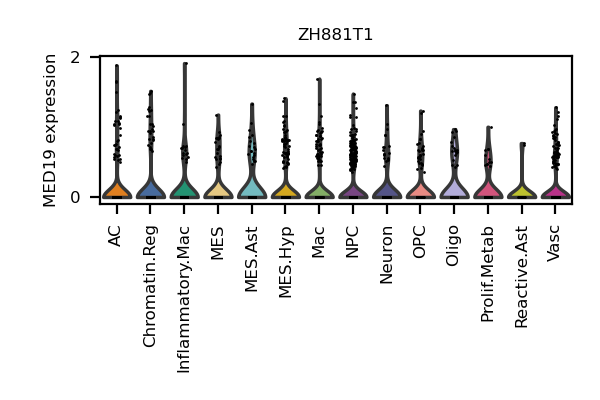 ZH881T1
MED19 expression
2
0
AC
Chromatin.Reg
Inflammatory.Mac
MES
MES.Ast
MES.Hyp
Mac
NPC
Neuron
OPC
Oligo
Prolif.Metab
Reactive.Ast
Vasc